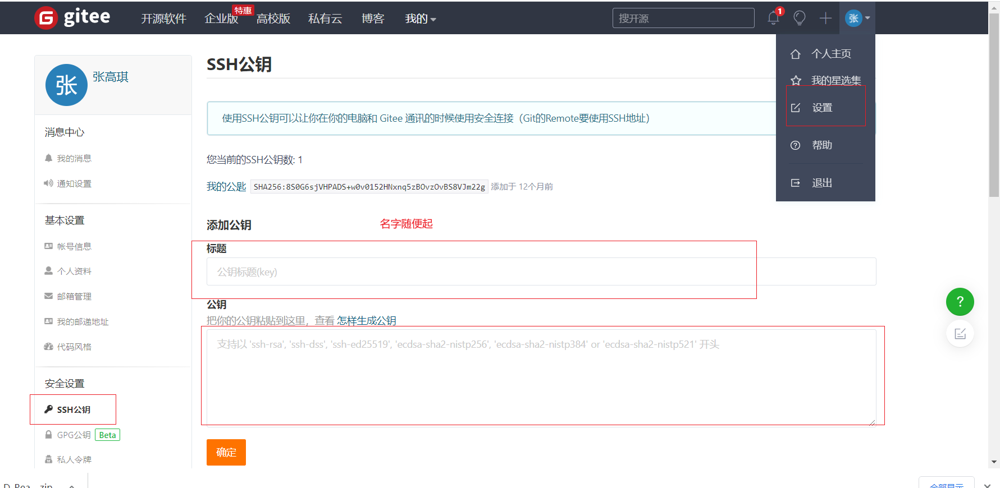 gitee 开源软件 企业版 特惠 高校版 私有云 博客 我的 搜开源 1 张
个人主页
我的星选集
设置
帮助
退出
张 张高琪
消息中心
我的消息
通知设置
基本设置
帐号信息
个人资料
邮箱管理
我的邮递地址
代码风格
安全设置
SSH公钥
GPG公钥 Beta
私人令牌
SSH公钥
使用SSH公钥可以让你在你的电脑和 Gitee 通讯的时候使用安全连接（Git的Remote要使用SSH地址）
您当前的SSH公钥数: 1
我的公匙 SHA256:8S0G6sjVHPADS+w0v0152HNxnq5zBOvzOvBS8VJm22g 添加于 12个月前
添加公钥
名字随便起
标题
公钥标题(key)
公钥
把你的公钥粘贴到这里，查看 怎样生成公钥
支持以 'ssh-rsa', 'ssh-dss', 'ssh-ed25519', 'ecdsa-sha2-nistp256', 'ecdsa-sha2-nistp384' or 'ecdsa-sha2-nistp521' 开头
确定
?
D_Rea....zip
全部显示